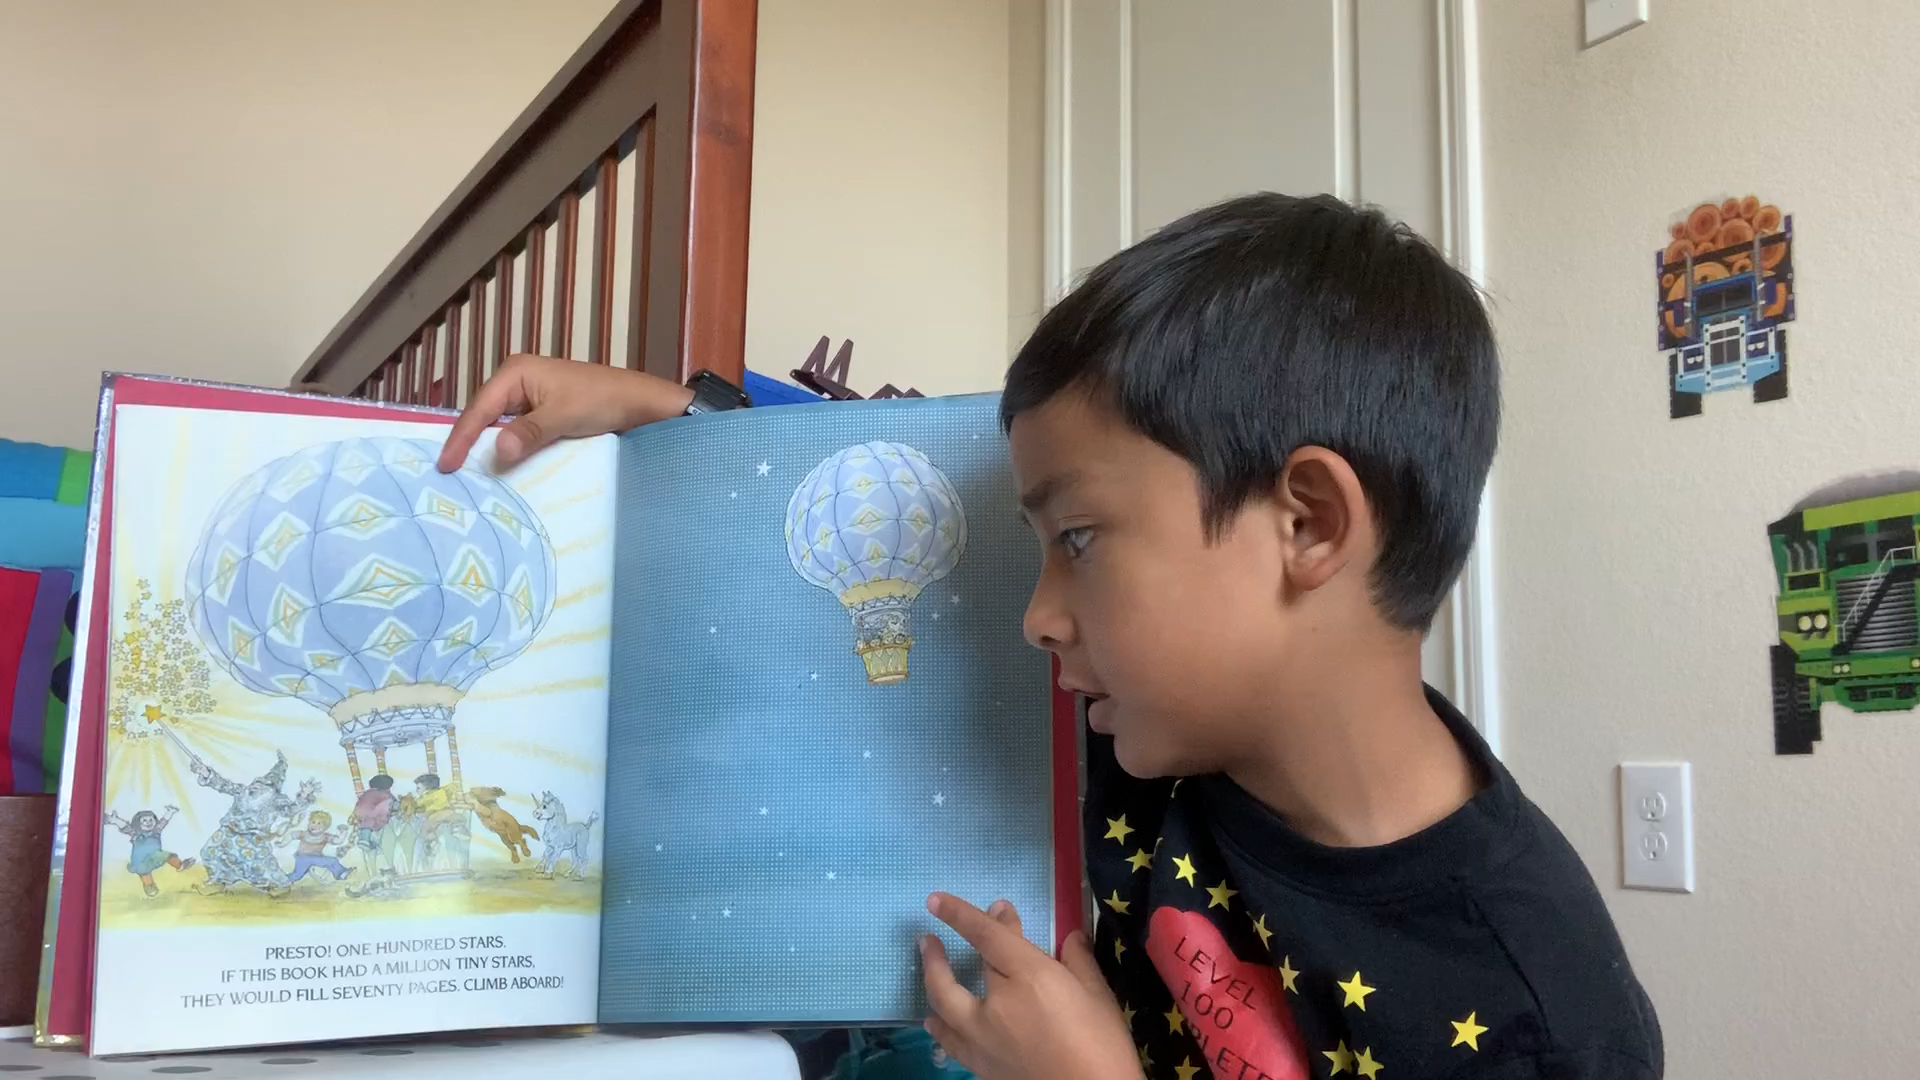 PRESTO! ONE HUNDRED STARS.
IF THIS BOOK HAD A MILLION TINY STARS,
THEY WOULD FILL SEVENTY PAGES. CLIMB ABOARD!
LEVEL
100
M